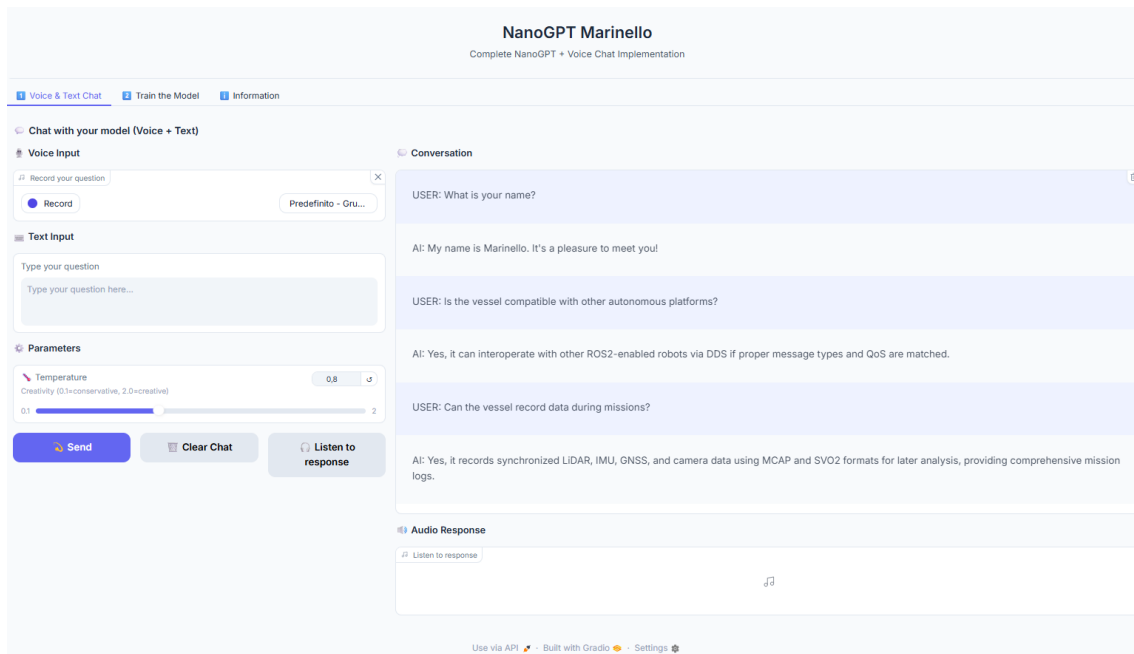 NanoGPT Marinello
Complete NanoGPT + Voice Chat Implementation
1 Voice & Text Chat
2 Train the Model
i Information
Chat with your model (Voice + Text)
Voice Input
Record your question
Record
Predefinito - Gru...
Text Input
Type your question
Type your question here...
Parameters
Temperature
0,8
Creativity (0.1=conservative, 2.0=creative)
0.1
2
Send
Clear Chat
Listen to
response
Conversation
USER: What is your name?
AI: My name is Marinello. It's a pleasure to meet you!
USER: Is the vessel compatible with other autonomous platforms?
AI: Yes, it can interoperate with other ROS2-enabled robots via DDS if proper message types and QoS are matched.
USER: Can the vessel record data during missions?
AI: Yes, it records synchronized LiDAR, IMU, GNSS, and camera data using MCAP and SVO2 formats for later analysis, providing comprehensive mission
logs.
Audio Response
Listen to response
Use via API · Built with Gradio · Settings